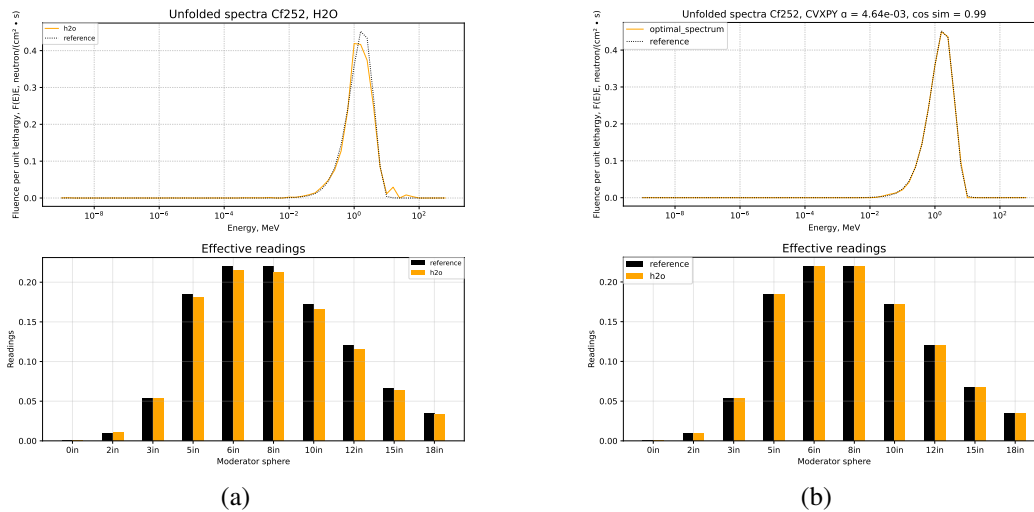 Unfolded spectra Cf252, H2O
h2o
reference
Fluence per unit lethargy, F(E)E, neutron/(cm² • s)
0.4
0.3
0.2
0.1
0.0
10⁻⁸ 10⁻⁶ 10⁻⁴ 10⁻² 10⁰ 10²
Energy, MeV
Effective readings
reference
h2o
Readings
0.20
0.15
0.10
0.05
0.00
0in 2in 3in 5in 6in 8in 10in 12in 15in 18in
Moderator sphere
(a)
Unfolded spectra Cf252, CVXPY α = 4.64e-03, cos sim = 0.99
optimal_spectrum
reference
Fluence per unit lethargy, F(E)E, neutron/(cm² • s)
0.4
0.3
0.2
0.1
0.0
10⁻⁸ 10⁻⁶ 10⁻⁴ 10⁻² 10⁰ 10²
Energy, MeV
Effective readings
reference
h2o
Readings
0.20
0.15
0.10
0.05
0.00
0in 2in 3in 5in 6in 8in 10in 12in 15in 18in
Moderator sphere
(b)